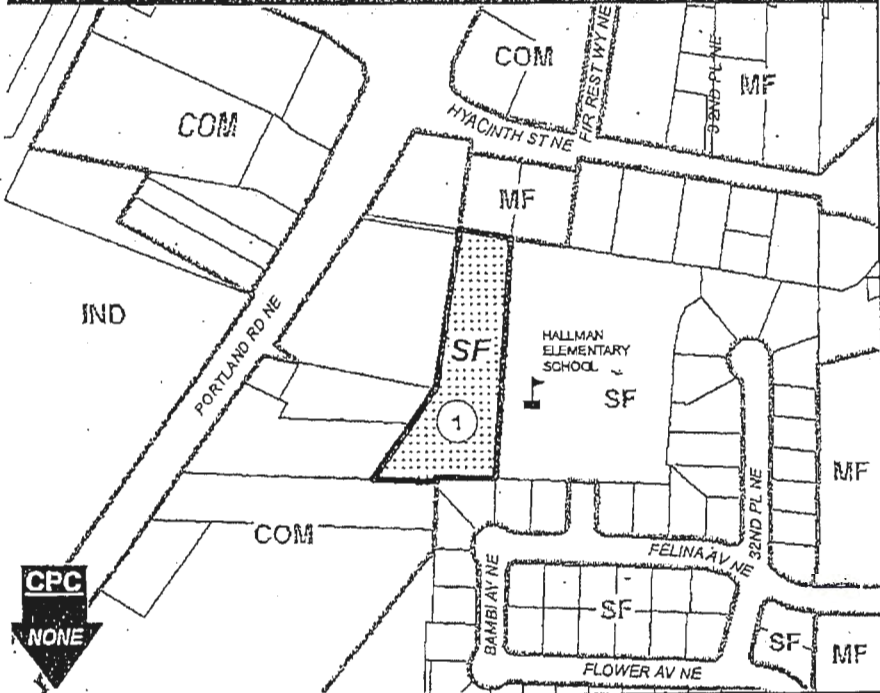 COM
FIR REST WY NE
32ND PL NE
MF
COM
HYACINTH ST NE
MF
IND
PORTLAND RD NE
SF
HALLMAN
ELEMENTARY
SCHOOL
SF
1
MF
COM
32ND PL NE
FELINA AV NE
CPC
NONE
BAMBI AV NE
SF
SF
MF
FLOWER AV NE